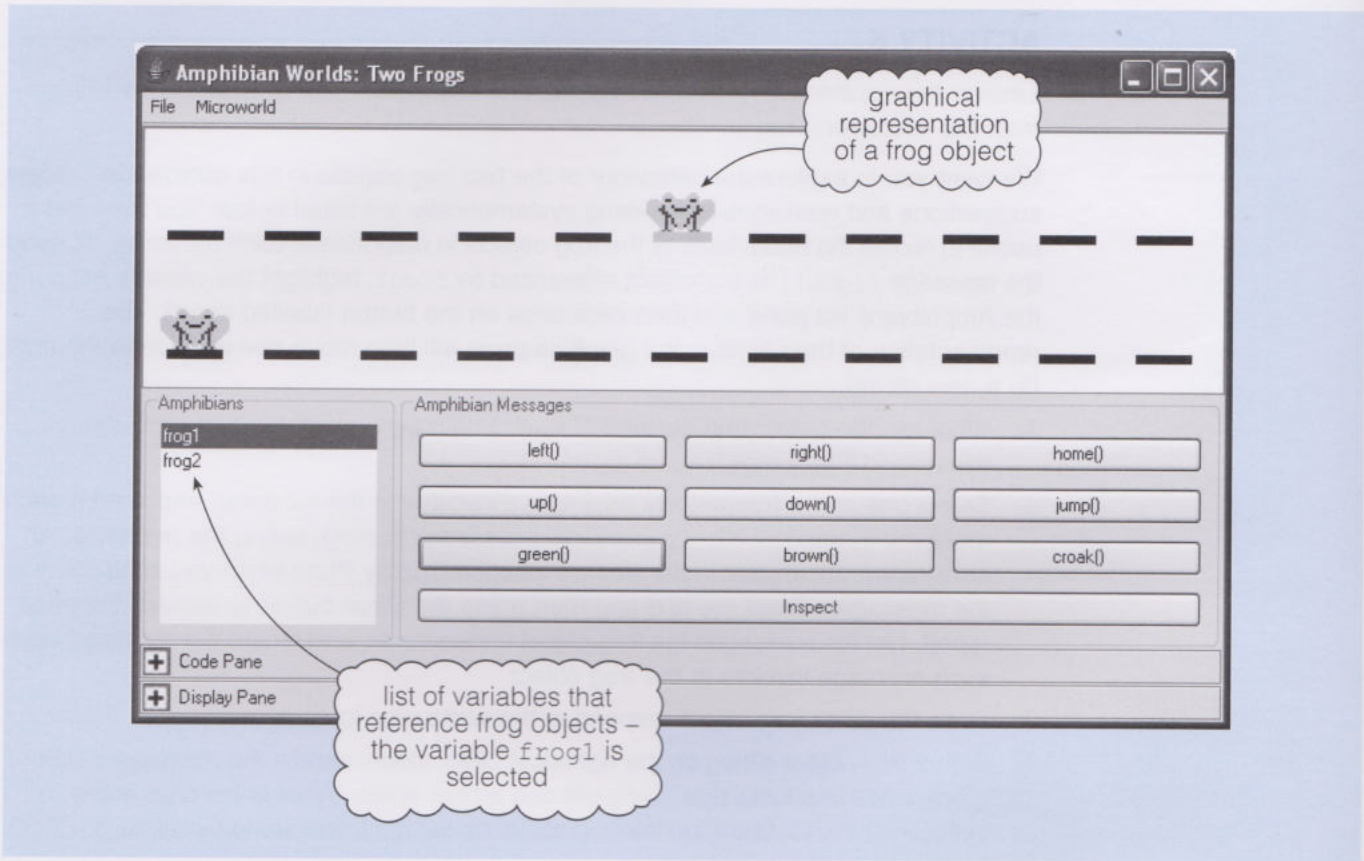 Amphibian Worlds: Two Frogs
File Microworld
graphical
representation
of a frog object
Amphibians
frog1
frog2
Amphibian Messages
left()
right()
home()
up()
down()
jump()
green()
brown()
croak()
Inspect
Code Pane
Display Pane
list of variables that
reference frog objects –
the variable frog1 is
selected